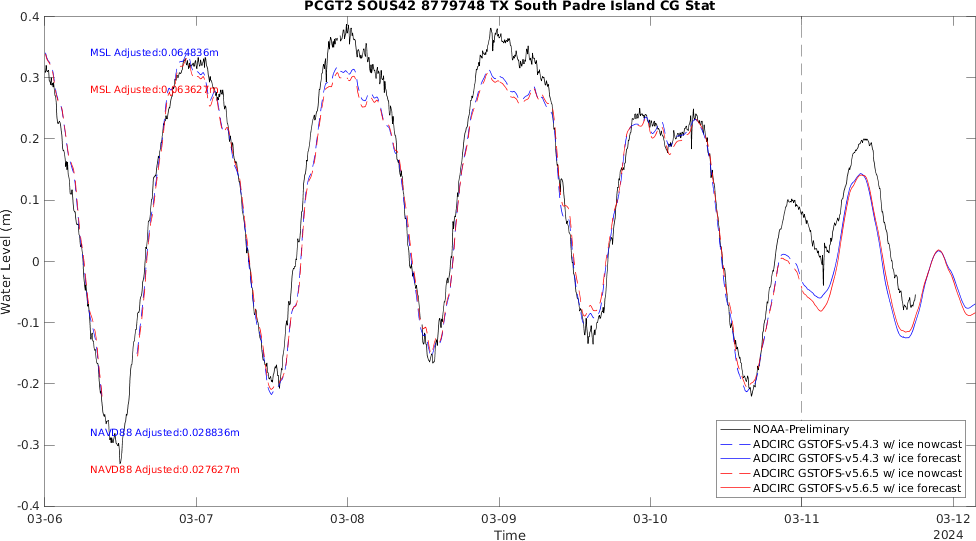 PCGT2 SOUS42 8779748 TX South Padre Island CG Stat
0.4
0.3
0.2
0.1
0
-0.1
-0.2
-0.3
-0.4
Water Level (m)
MSL Adjusted:0.064836m
MSL Adjusted:0.063627m
NAVD88 Adjusted:0.028836m
NAVD88 Adjusted:0.027627m
NOAA-Preliminary
ADCIRC GSTOFS-v5.4.3 w/ ice nowcast
ADCIRC GSTOFS-v5.4.3 w/ ice forecast
ADCIRC GSTOFS-v5.6.5 w/ ice nowcast
ADCIRC GSTOFS-v5.6.5 w/ ice forecast
03-06 03-07 03-08 03-09 03-10 03-11 03-12
Time
2024